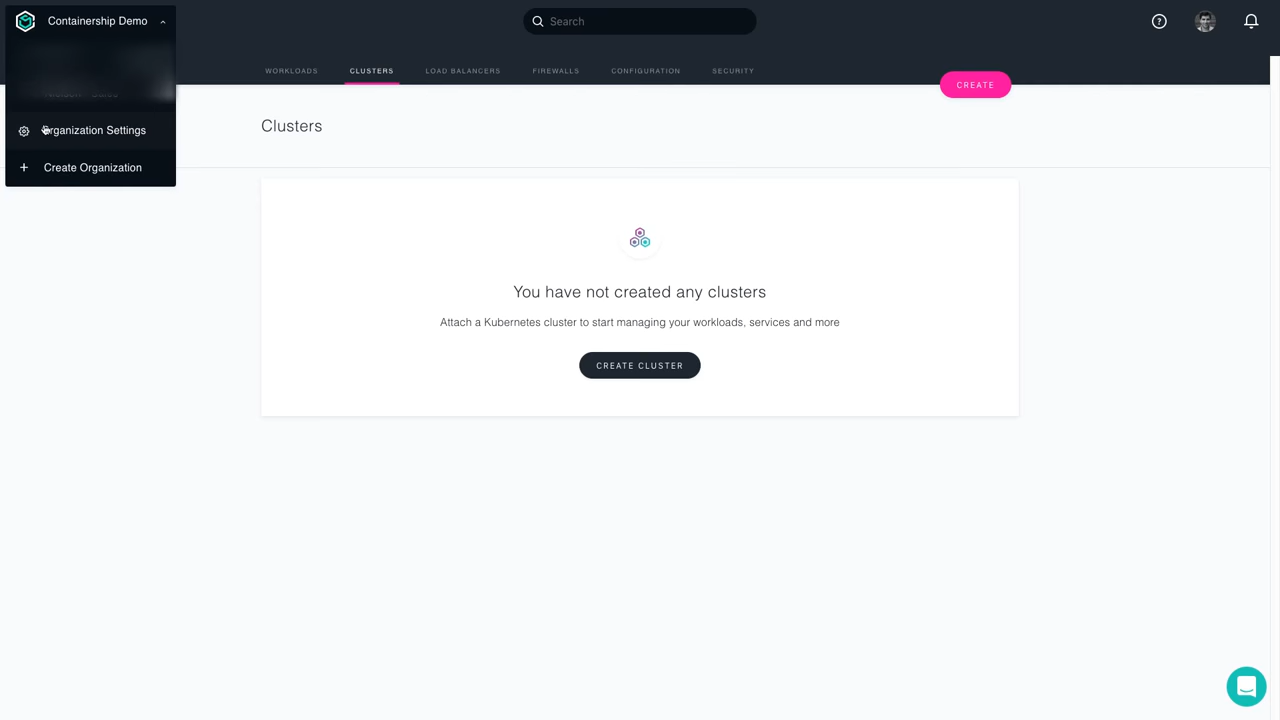 Containership Demo
Search
WORKLOADS
CLUSTERS
LOAD BALANCERS
FIREWALLS
CONFIGURATION
SECURITY
CREATE
Organization Settings
Create Organization
Clusters
You have not created any clusters
Attach a Kubernetes cluster to start managing your workloads, services and more
CREATE CLUSTER